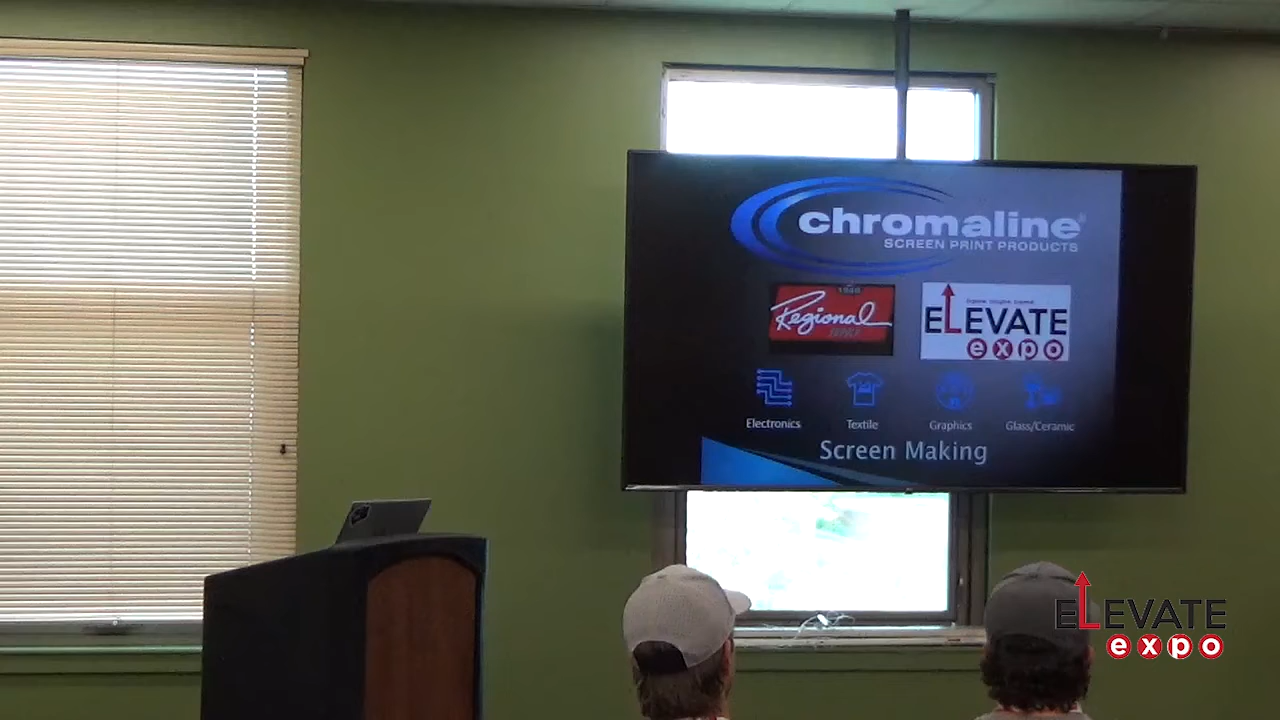 chromaline®
SCREEN PRINT PRODUCTS
Regional
ELEVATE
expo
Electronics
Textile
Graphics
Glass/Ceramic
Screen Making
ELEVATE
expo